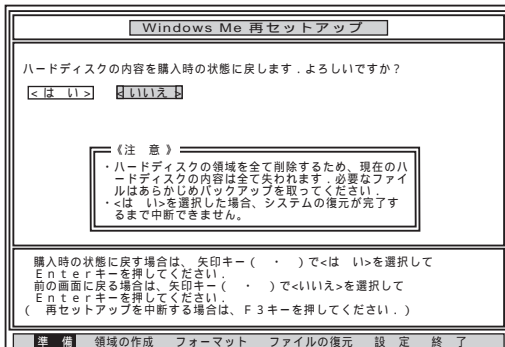 Windows Me 再セットアップ
ハードディスクの内容を購入時の状態に戻します．よろしいですか？
<は　い>　<いいえ>
《注　意》
・ハードディスクの領域を全て削除するため、現在のハ
ードディスクの内容は全て失われます．必要なファイ
ルはあらかじめバックアップを取ってください．
・<は　い>を選択した場合、システムの復元が完了す
るまで中断できません。
購入時の状態に戻す場合は、矢印キー（　・　）で<は　い>を選択して
Ｅｎｔｅｒキーを押してください．
前の画面に戻る場合は、矢印キー（　・　）で<いいえ>を選択して
Ｅｎｔｅｒキーを押してください．
（　再セットアップを中断する場合は、Ｆ３キーを押してください．）
準　備　領域の作成　フォーマット　ファイルの復元　設　定　終　了